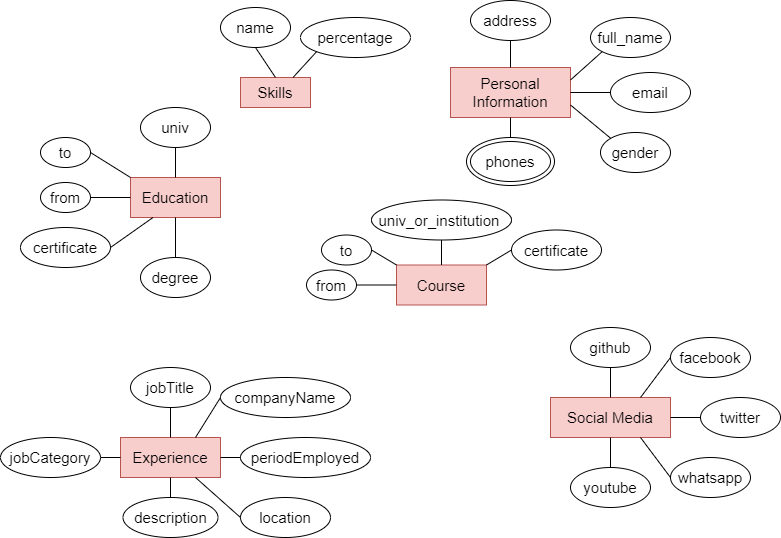 name
percentage
Skills
address
full_name
Personal
Information
email
phones
gender
univ
to
from
Education
certificate
degree
univ_or_institution
to
certificate
from
Course
jobTitle
companyName
jobCategory
Experience
periodEmployed
description
location
github
facebook
Social Media
twitter
youtube
whatsapp